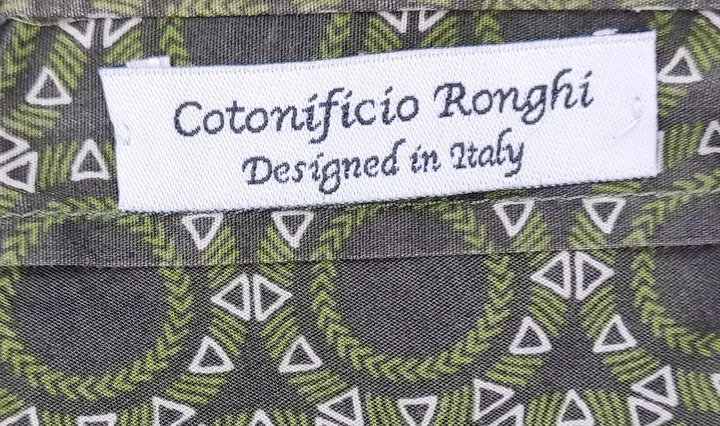 Cotonificio Ronghi
Designed in Italy